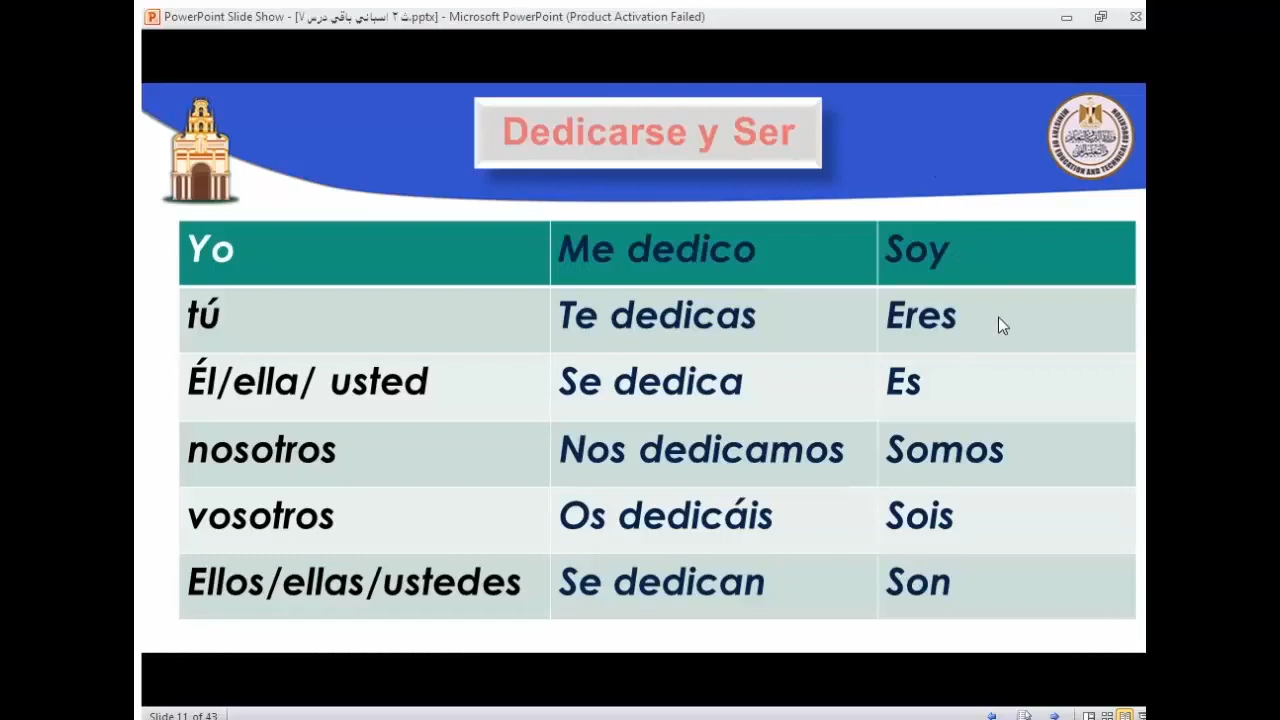 PowerPoint Slide Show - [ث ٢ اسباني باقي درس ٧.pptx] - Microsoft PowerPoint (Product Activation Failed)
Dedicarse y Ser
Yo Me dedico Soy
tú Te dedicas Eres
Él/ella/ usted Se dedica Es
nosotros Nos dedicamos Somos
vosotros Os dedicáis Sois
Ellos/ellas/ustedes Se dedican Son
Slide 11 of 43